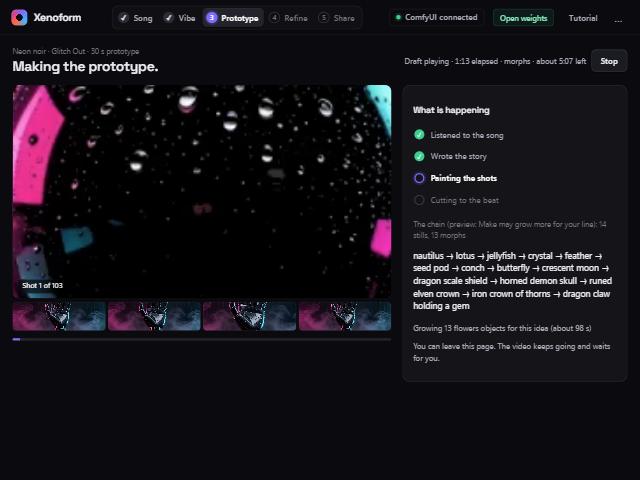 Xenoform
Song
Vibe
3 Prototype
4 Refine
5 Share
ComfyUI connected
Open weights
Tutorial
...
Neon noir · Glitch Out · 30 s prototype
Making the prototype.
Draft playing · 1:13 elapsed · morphs · about 5:07 left
Stop
Shot 1 of 103
What is happening
Listened to the song
Wrote the story
Painting the shots
Cutting to the beat
The chain (preview: Make may grow more for your line): 14
stills, 13 morphs
nautilus → lotus → jellyfish → crystal → feather →
seed pod → conch → butterfly → crescent moon →
dragon scale shield → horned demon skull → runed
elven crown → iron crown of thorns → dragon claw
holding a gem
Growing 13 flowers objects for this idea (about 98 s)
You can leave this page. The video keeps going and waits
for you.